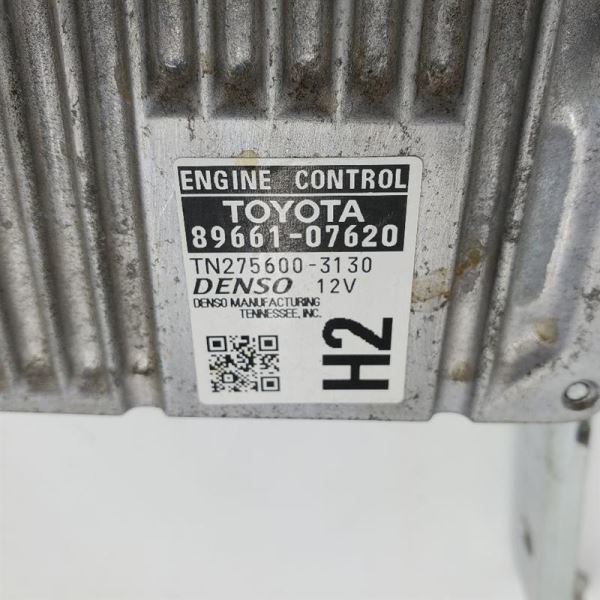 ENGINE CONTROL
TOYOTA
89661-07620
TN275600-3130
DENSO 12V
DENSO MANUFACTURING
TENNESSEE, INC.
H2